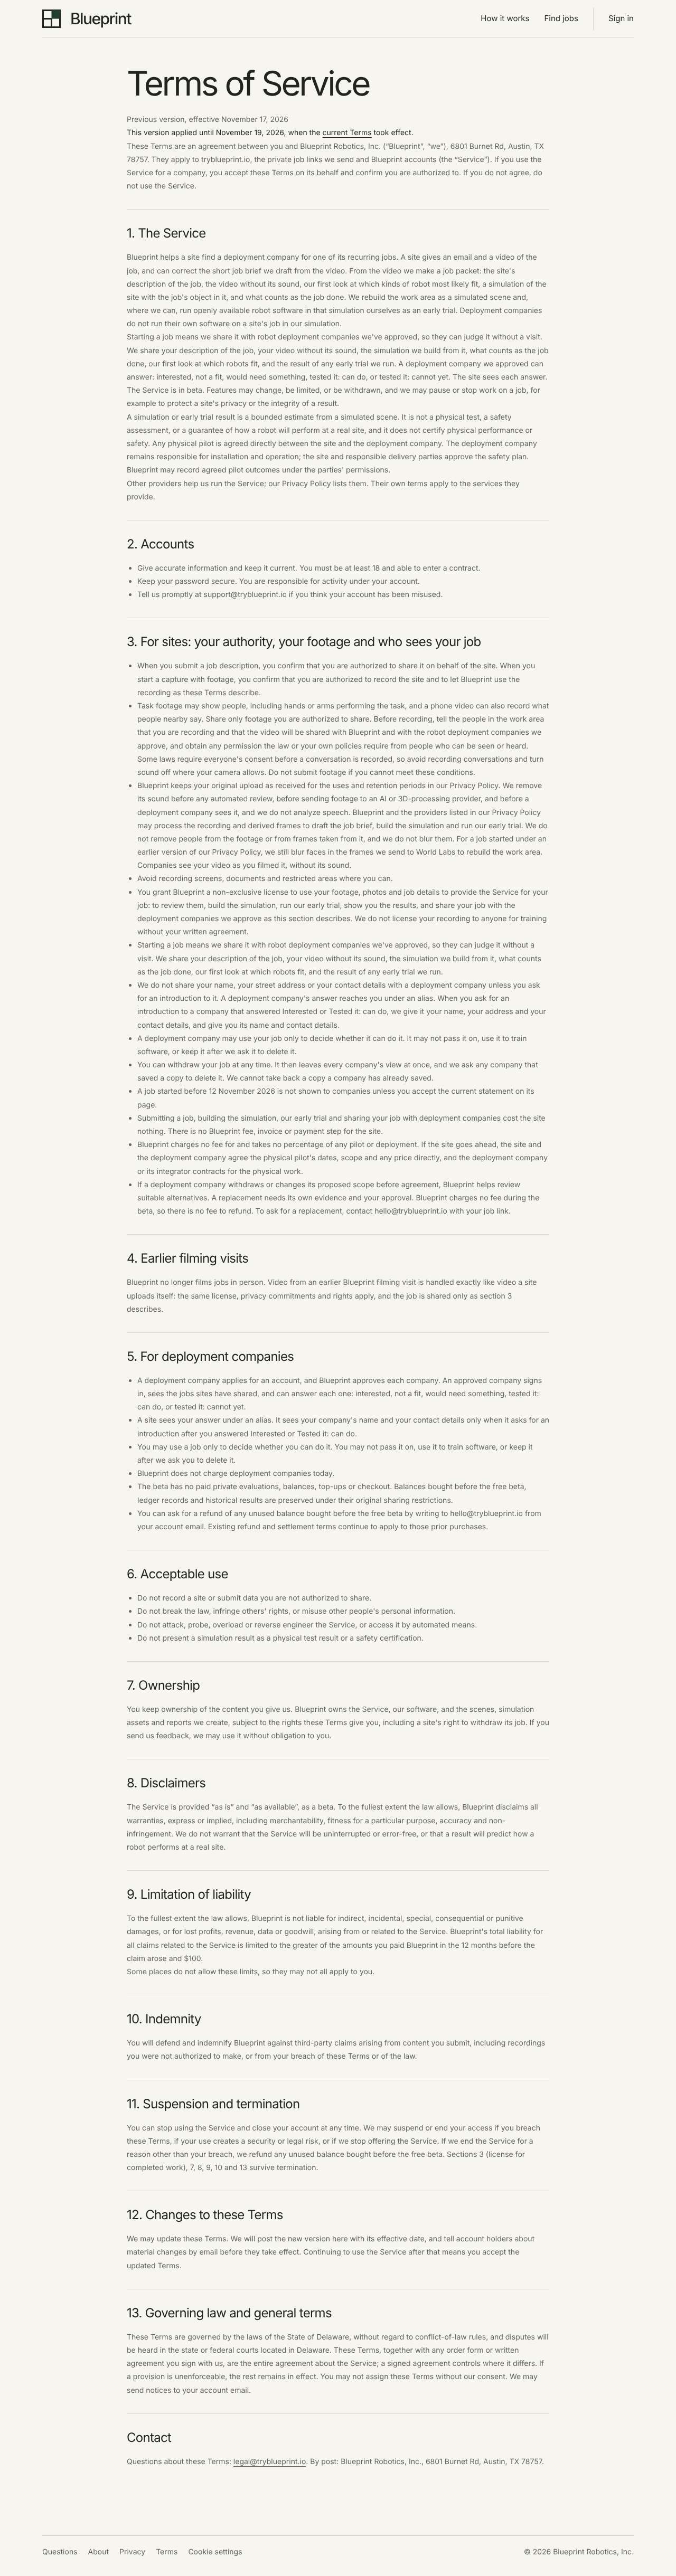 Blueprint
How it works
Find jobs
Sign in
Terms of Service
Previous version, effective November 17, 2026
This version applied until November 19, 2026, when the current Terms took effect.
These Terms are an agreement between you and Blueprint Robotics, Inc. (“Blueprint”, “we”), 6801 Burnet Rd, Austin, TX
78757. They apply to tryblueprint.io, the private job links we send and Blueprint accounts (the “Service”). If you use the
Service for a company, you accept these Terms on its behalf and confirm you are authorized to. If you do not agree, do
not use the Service.
1. The Service
Blueprint helps a site find a deployment company for one of its recurring jobs. A site gives an email and a video of the
job, and can correct the short job brief we draft from the video. From the video we make a job packet: the site's
description of the job, the video without its sound, our first look at which kinds of robot most likely fit, a simulation of the
site with the job's object in it, and what counts as the job done. We rebuild the work area as a simulated scene and,
where we can, run openly available robot software in that simulation ourselves as an early trial. Deployment companies
do not run their own software on a site's job in our simulation.
Starting a job means we share it with robot deployment companies we've approved, so they can judge it without a visit.
We share your description of the job, your video without its sound, the simulation we build from it, what counts as the job
done, our first look at which robots fit, and the result of any early trial we run. A deployment company we approved can
answer: interested, not a fit, would need something, tested it: can do, or tested it: cannot yet. The site sees each answer.
The Service is in beta. Features may change, be limited, or be withdrawn, and we may pause or stop work on a job, for
example to protect a site's privacy or the integrity of a result.
A simulation or early trial result is a bounded estimate from a simulated scene. It is not a physical test, a safety
assessment, or a guarantee of how a robot will perform at a real site, and it does not certify physical performance or
safety. Any physical pilot is agreed directly between the site and the deployment company. The deployment company
remains responsible for installation and operation; the site and responsible delivery parties approve the safety plan.
Blueprint may record agreed pilot outcomes under the parties' permissions.
Other providers help us run the Service; our Privacy Policy lists them. Their own terms apply to the services they
provide.
2. Accounts
• Give accurate information and keep it current. You must be at least 18 and able to enter a contract.
• Keep your password secure. You are responsible for activity under your account.
• Tell us promptly at support@tryblueprint.io if you think your account has been misused.
3. For sites: your authority, your footage and who sees your job
• When you submit a job description, you confirm that you are authorized to share it on behalf of the site. When you
start a capture with footage, you confirm that you are authorized to record the site and to let Blueprint use the
recording as these Terms describe.
• Task footage may show people, including hands or arms performing the task, and a phone video can also record what
people nearby say. Share only footage you are authorized to share. Before recording, tell the people in the work area
that you are recording and that the video will be shared with Blueprint and with the robot deployment companies we
approve, and obtain any permission the law or your own policies require from people who can be seen or heard.
Some laws require everyone's consent before a conversation is recorded, so avoid recording conversations and turn
sound off where your camera allows. Do not submit footage if you cannot meet these conditions.
• Blueprint keeps your original upload as received for the uses and retention periods in our Privacy Policy. We remove
its sound before any automated review, before sending footage to an AI or 3D-processing provider, and before a
deployment company sees it, and we do not analyze speech. Blueprint and the providers listed in our Privacy Policy
may process the recording and derived frames to draft the job brief, build the simulation and run our early trial. We do
not remove people from the footage or from frames taken from it, and we do not blur them. For a job started under an
earlier version of our Privacy Policy, we still blur faces in the frames we send to World Labs to rebuild the work area.
Companies see your video as you filmed it, without its sound.
• Avoid recording screens, documents and restricted areas where you can.
• You grant Blueprint a non-exclusive license to use your footage, photos and job details to provide the Service for your
job: to review them, build the simulation, run our early trial, show you the results, and share your job with the
deployment companies we approve as this section describes. We do not license your recording to anyone for training
without your written agreement.
• Starting a job means we share it with robot deployment companies we've approved, so they can judge it without a
visit. We share your description of the job, your video without its sound, the simulation we build from it, what counts
as the job done, our first look at which robots fit, and the result of any early trial we run.
• We do not share your name, your street address or your contact details with a deployment company unless you ask
for an introduction to it. A deployment company's answer reaches you under an alias. When you ask for an
introduction to a company that answered Interested or Tested it: can do, we give it your name, your address and your
contact details, and give you its name and contact details.
• A deployment company may use your job only to decide whether it can do it. It may not pass it on, use it to train
software, or keep it after we ask it to delete it.
• You can withdraw your job at any time. It then leaves every company's view at once, and we ask any company that
saved a copy to delete it. We cannot take back a copy a company has already saved.
• A job started before 12 November 2026 is not shown to companies unless you accept the current statement on its
page.
• Submitting a job, building the simulation, our early trial and sharing your job with deployment companies cost the site
nothing. There is no Blueprint fee, invoice or payment step for the site.
• Blueprint charges no fee for and takes no percentage of any pilot or deployment. If the site goes ahead, the site and
the deployment company agree the physical pilot's dates, scope and any price directly, and the deployment company
or its integrator contracts for the physical work.
• If a deployment company withdraws or changes its proposed scope before agreement, Blueprint helps review
suitable alternatives. A replacement needs its own evidence and your approval. Blueprint charges no fee during the
beta, so there is no fee to refund. To ask for a replacement, contact hello@tryblueprint.io with your job link.
4. Earlier filming visits
Blueprint no longer films jobs in person. Video from an earlier Blueprint filming visit is handled exactly like video a site
uploads itself: the same license, privacy commitments and rights apply, and the job is shared only as section 3
describes.
5. For deployment companies
• A deployment company applies for an account, and Blueprint approves each company. An approved company signs
in, sees the jobs sites have shared, and can answer each one: interested, not a fit, would need something, tested it:
can do, or tested it: cannot yet.
• A site sees your answer under an alias. It sees your company's name and your contact details only when it asks for an
introduction after you answered Interested or Tested it: can do.
• You may use a job only to decide whether you can do it. You may not pass it on, use it to train software, or keep it
after we ask you to delete it.
• Blueprint does not charge deployment companies today.
• The beta has no paid private evaluations, balances, top-ups or checkout. Balances bought before the free beta,
ledger records and historical results are preserved under their original sharing restrictions.
• You can ask for a refund of any unused balance bought before the free beta by writing to hello@tryblueprint.io from
your account email. Existing refund and settlement terms continue to apply to those prior purchases.
6. Acceptable use
• Do not record a site or submit data you are not authorized to share.
• Do not break the law, infringe others' rights, or misuse other people's personal information.
• Do not attack, probe, overload or reverse engineer the Service, or access it by automated means.
• Do not present a simulation result as a physical test result or a safety certification.
7. Ownership
You keep ownership of the content you give us. Blueprint owns the Service, our software, and the scenes, simulation
assets and reports we create, subject to the rights these Terms give you, including a site's right to withdraw its job. If you
send us feedback, we may use it without obligation to you.
8. Disclaimers
The Service is provided “as is” and “as available”, as a beta. To the fullest extent the law allows, Blueprint disclaims all
warranties, express or implied, including merchantability, fitness for a particular purpose, accuracy and non-
infringement. We do not warrant that the Service will be uninterrupted or error-free, or that a result will predict how a
robot performs at a real site.
9. Limitation of liability
To the fullest extent the law allows, Blueprint is not liable for indirect, incidental, special, consequential or punitive
damages, or for lost profits, revenue, data or goodwill, arising from or related to the Service. Blueprint's total liability for
all claims related to the Service is limited to the greater of the amounts you paid Blueprint in the 12 months before the
claim arose and $100.
Some places do not allow these limits, so they may not all apply to you.
10. Indemnity
You will defend and indemnify Blueprint against third-party claims arising from content you submit, including recordings
you were not authorized to make, or from your breach of these Terms or of the law.
11. Suspension and termination
You can stop using the Service and close your account at any time. We may suspend or end your access if you breach
these Terms, if your use creates a security or legal risk, or if we stop offering the Service. If we end the Service for a
reason other than your breach, we refund any unused balance bought before the free beta. Sections 3 (license for
completed work), 7, 8, 9, 10 and 13 survive termination.
12. Changes to these Terms
We may update these Terms. We will post the new version here with its effective date, and tell account holders about
material changes by email before they take effect. Continuing to use the Service after that means you accept the
updated Terms.
13. Governing law and general terms
These Terms are governed by the laws of the State of Delaware, without regard to conflict-of-law rules, and disputes will
be heard in the state or federal courts located in Delaware. These Terms, together with any order form or written
agreement you sign with us, are the entire agreement about the Service; a signed agreement controls where it differs. If
a provision is unenforceable, the rest remains in effect. You may not assign these Terms without our consent. We may
send notices to your account email.
Contact
Questions about these Terms: legal@tryblueprint.io. By post: Blueprint Robotics, Inc., 6801 Burnet Rd, Austin, TX 78757.
Questions
About
Privacy
Terms
Cookie settings
© 2026 Blueprint Robotics, Inc.